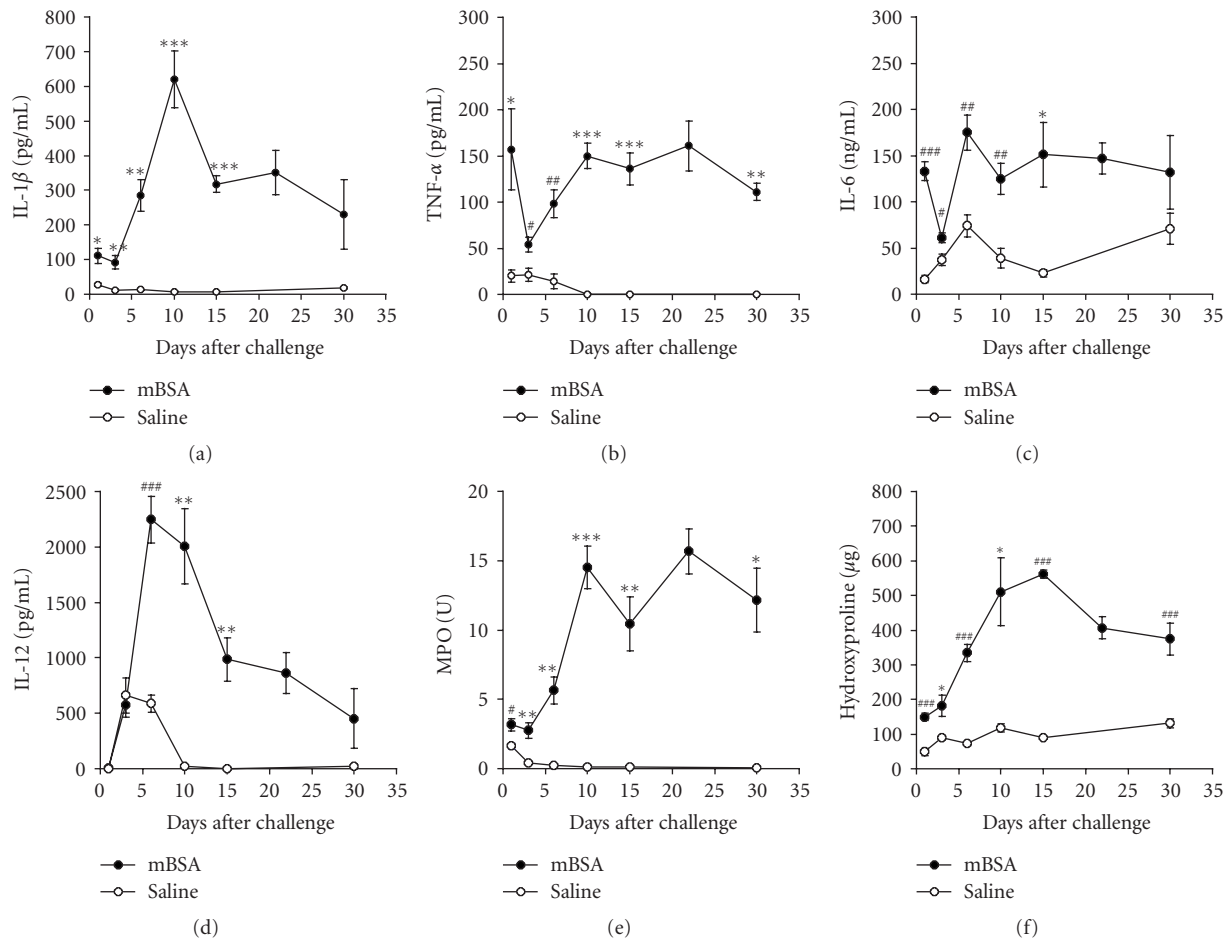 800
700
600
500
400
300
200
100
0
IL-1β (pg/mL)
* ** ** *** ***
0 5 10 15 20 25 30 35
Days after challenge
mBSA
Saline
(a)
300
250
200
150
100
50
0
TNF-α (pg/mL)
* # ## *** *** **
0 5 10 15 20 25 30 35
Days after challenge
mBSA
Saline
(b)
300
250
200
150
100
50
0
IL-6 (ng/mL)
### # ## ## *
0 5 10 15 20 25 30 35
Days after challenge
mBSA
Saline
(c)
2500
2000
1500
1000
500
0
IL-12 (pg/mL)
### ** **
0 5 10 15 20 25 30 35
Days after challenge
mBSA
Saline
(d)
20
15
10
5
0
MPO (U)
# ** ** *** ** *
0 5 10 15 20 25 30 35
Days after challenge
mBSA
Saline
(e)
800
700
600
500
400
300
200
100
0
Hydroxyproline (μg)
### * ### * ### ###
0 5 10 15 20 25 30 35
Days after challenge
mBSA
Saline
(f)